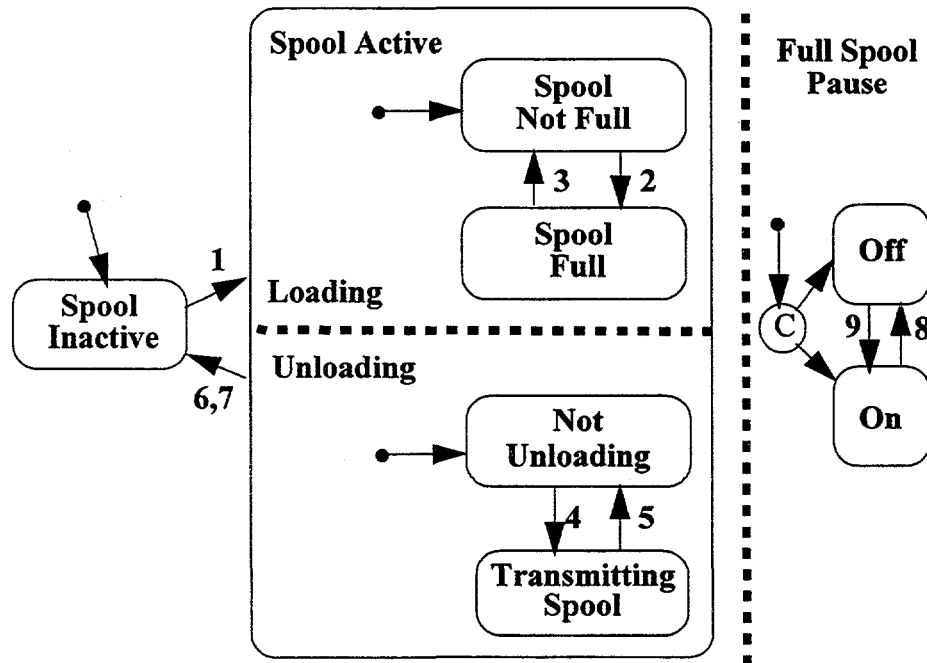 Spool Active
Spool
Not Full
3
2
Spool
Full
Loading
1
Spool
Inactive
6,7
Unloading
Not
Unloading
4
5
Transmitting
Spool
Full Spool
Pause
Off
C
9
8
On